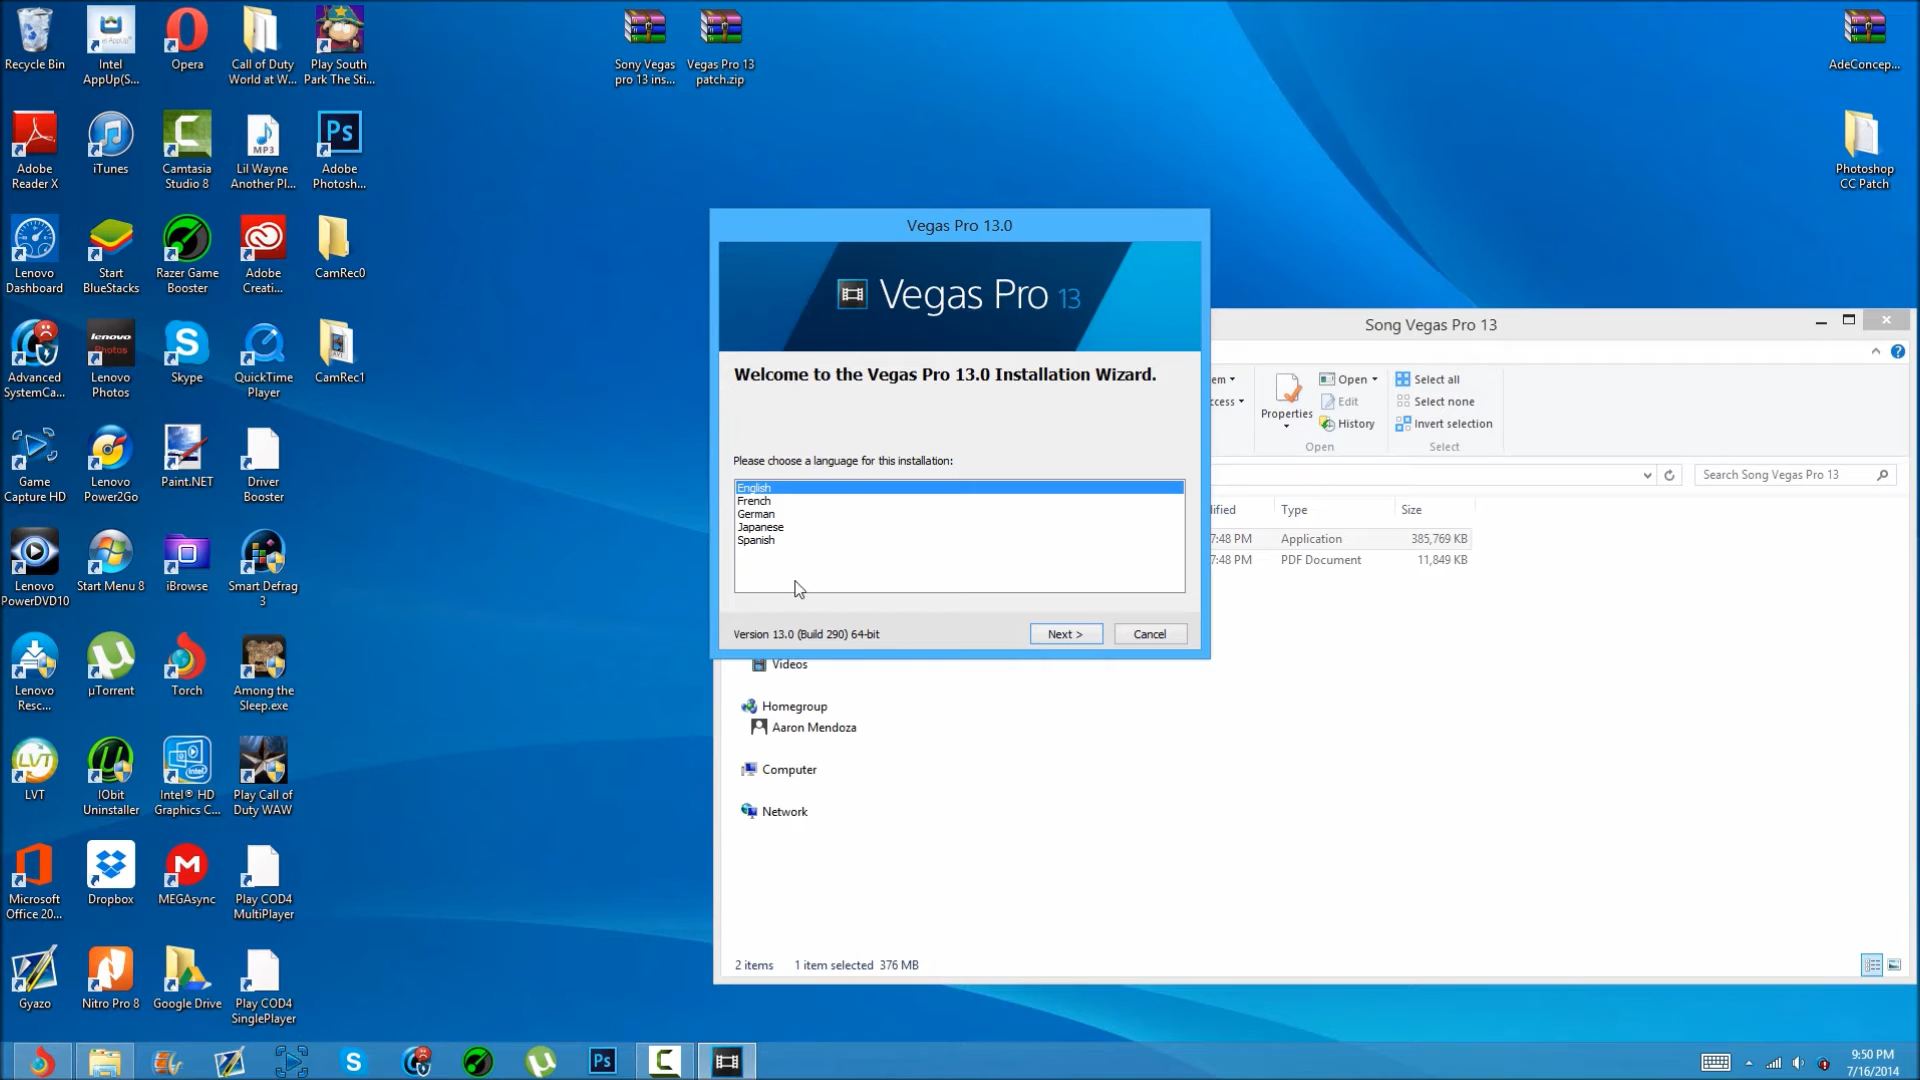 Recycle Bin
Intel
AppUp(S...
Opera
Call of Duty
World at W...
Play South
Park The Sti...
Sony Vegas
pro 13 ins...
Vegas Pro 13
patch.zip
AdeConcep...
Adobe
Reader X
iTunes
Camtasia
Studio 8
MP3
Lil Wayne
Another Pl...
Ps
Adobe
Photosh...
Photoshop
CC Patch
Lenovo
Dashboard
Start
BlueStacks
Razer Game
Booster
Adobe
Creati...
CamRec0
Advanced
SystemCa...
lenovo
Photos
Lenovo
Photos
Skype
QuickTime
Player
CamRec1
Game
Capture HD
Lenovo
Power2Go
Paint.NET
Driver
Booster
Lenovo
PowerDVD10
Start Menu 8
iBrowse
Smart Defrag
3
Lenovo
Resc...
µTorrent
Torch
Among the
Sleep.exe
LVT
LVT
IObit
Uninstaller
intel
Intel® HD
Graphics C...
Play Call of
Duty WAW
Microsoft
Office 20...
Dropbox
MEGAsync
Play COD4
MultiPlayer
Gyazo
Nitro Pro 8
Google Drive
Play COD4
SinglePlayer
Vegas Pro 13.0
Vegas Pro 13
Welcome to the Vegas Pro 13.0 Installation Wizard.
Please choose a language for this installation:
English
French
German
Japanese
Spanish
Version 13.0 (Build 290) 64-bit
Next >
Cancel
Song Vegas Pro 13
em
ccess
Properties
Open
Edit
History
Open
Select all
Select none
Invert selection
Select
Search Song Vegas Pro 13
dified
Type
Size
7:48 PM
Application
385,769 KB
7:48 PM
PDF Document
11,849 KB
Videos
Homegroup
Aaron Mendoza
Computer
Network
2 items
1 item selected 376 MB
Ps
9:50 PM
7/16/2014